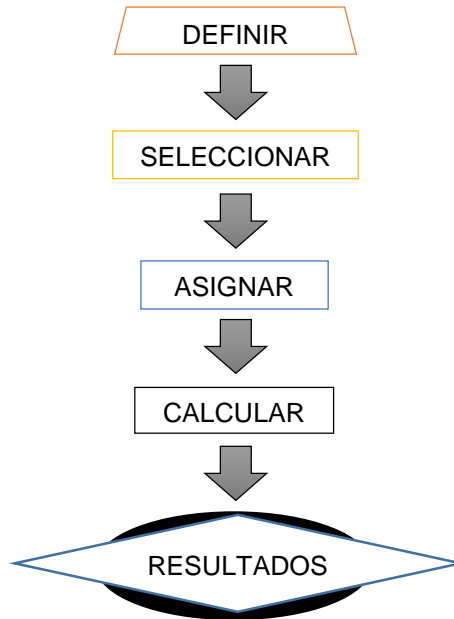 DEFINIR
SELECCIONAR
ASIGNAR
CALCULAR
RESULTADOS